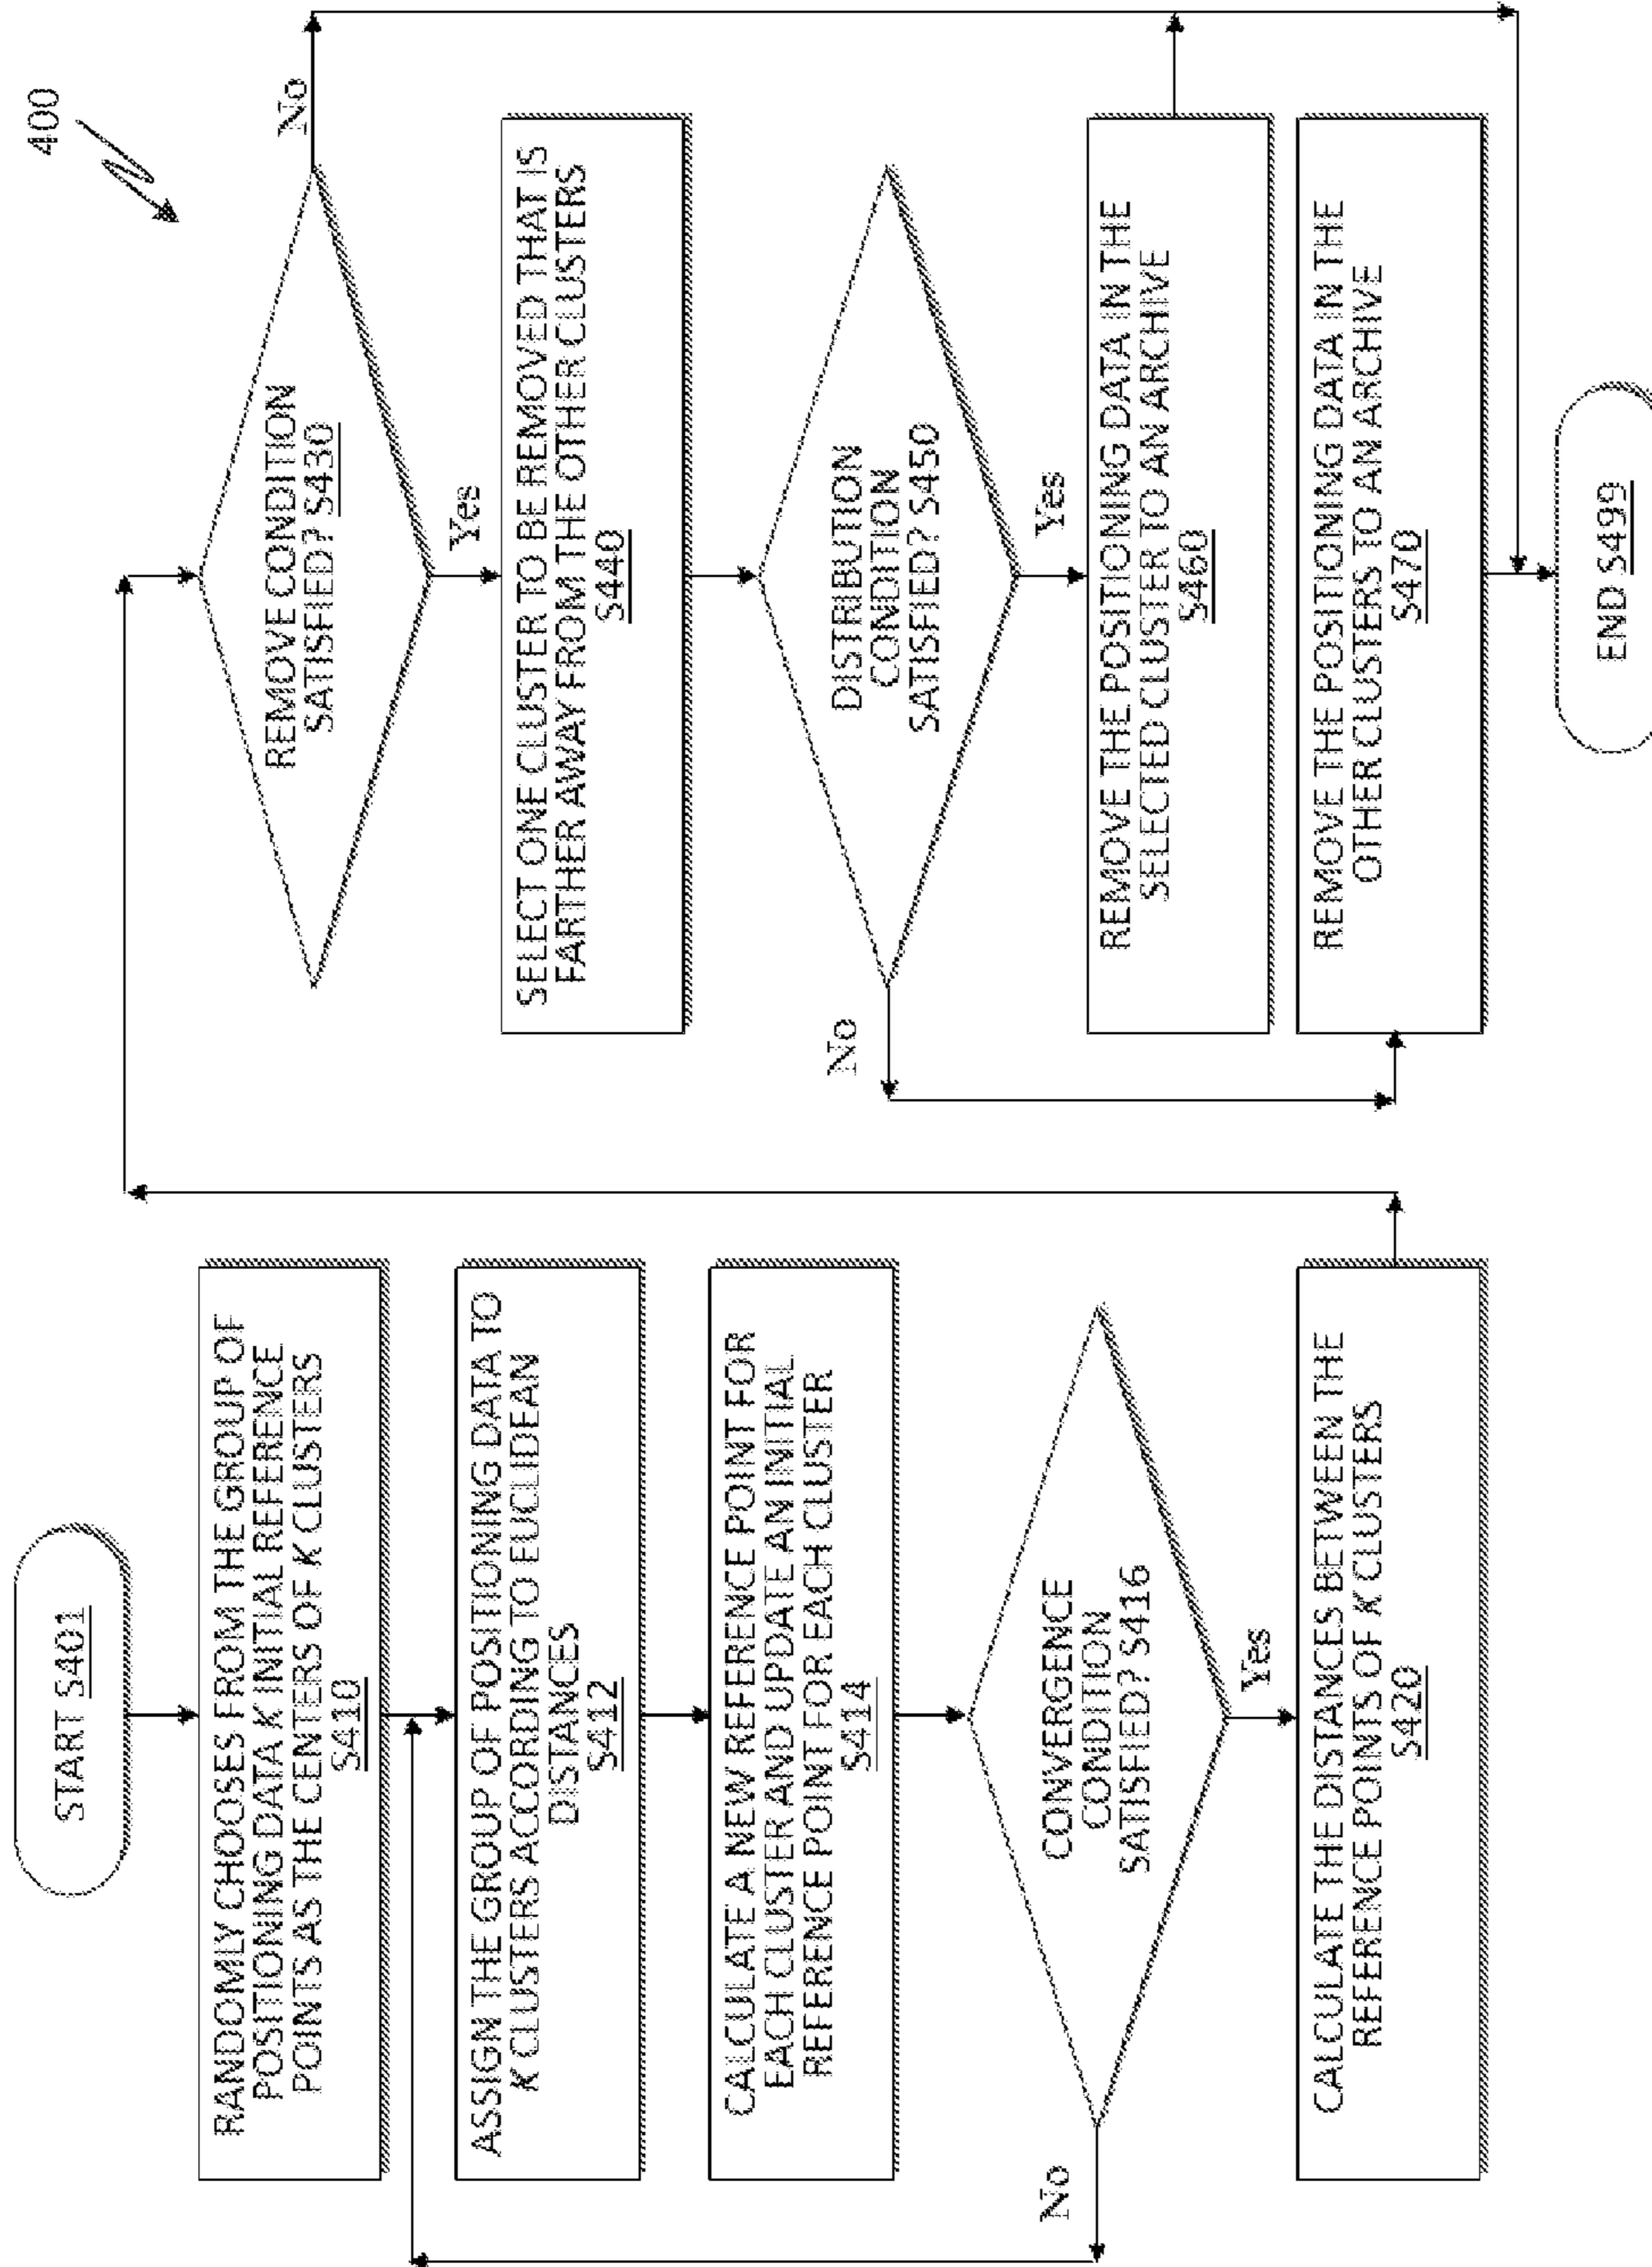 400
START S401
RANDOMLY CHOOSES FROM THE GROUP OF
POSITIONING DATA K INITIAL REFERENCE
POINTS AS THE CENTERS OF K CLUSTERS
S410
ASSIGN THE GROUP OF POSITIONING DATA TO
K CLUSTERS ACCORDING TO EUCLIDEAN
DISTANCES
S412
CALCULATE A NEW REFERENCE POINT FOR
EACH CLUSTER AND UPDATE AN INITIAL
REFERENCE POINT FOR EACH CLUSTER
S414
CONVERGENCE
CONDITION
SATISFIED? S416
No
Yes
CALCULATE THE DISTANCES BETWEEN THE
REFERENCE POINTS OF K CLUSTERS
S420
REMOVE CONDITION
SATISFIED? S430
No
Yes
SELECT ONE CLUSTER TO BE REMOVED THAT IS
FARTHER AWAY FROM THE OTHER CLUSTERS
S440
DISTRIBUTION
CONDITION
SATISFIED? S450
No
Yes
REMOVE THE POSITIONING DATA IN THE
SELECTED CLUSTER TO AN ARCHIVE
S460
REMOVE THE POSITIONING DATA IN THE
OTHER CLUSTERS TO AN ARCHIVE
S470
END S499